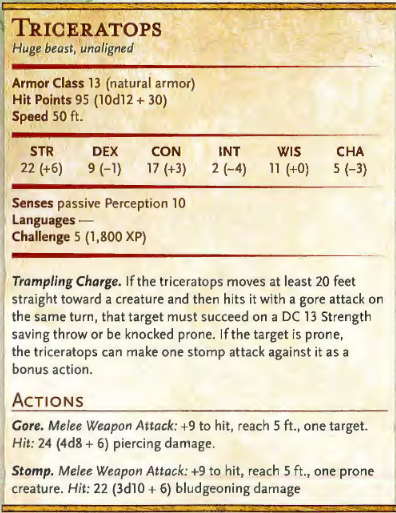 TRICERATOPS
Huge beast, unaligned
Armor Class 13 (natural armor)
Hit Points 95 (10d12 + 30)
Speed 50 ft.
STR DEX CON INT WIS CHA
22 (+6) 9 (−1) 17 (+3) 2 (−4) 11 (+0) 5 (−3)
Senses passive Perception 10
Languages —
Challenge 5 (1,800 XP)
Trampling Charge. If the triceratops moves at least 20 feet
straight toward a creature and then hits it with a gore attack on
the same turn, that target must succeed on a DC 13 Strength
saving throw or be knocked prone. If the target is prone,
the triceratops can make one stomp attack against it as a
bonus action.
ACTIONS
Gore. Melee Weapon Attack: +9 to hit, reach 5 ft., one target.
Hit: 24 (4d8 + 6) piercing damage.
Stomp. Melee Weapon Attack: +9 to hit, reach 5 ft., one prone
creature. Hit: 22 (3d10 + 6) bludgeoning damage